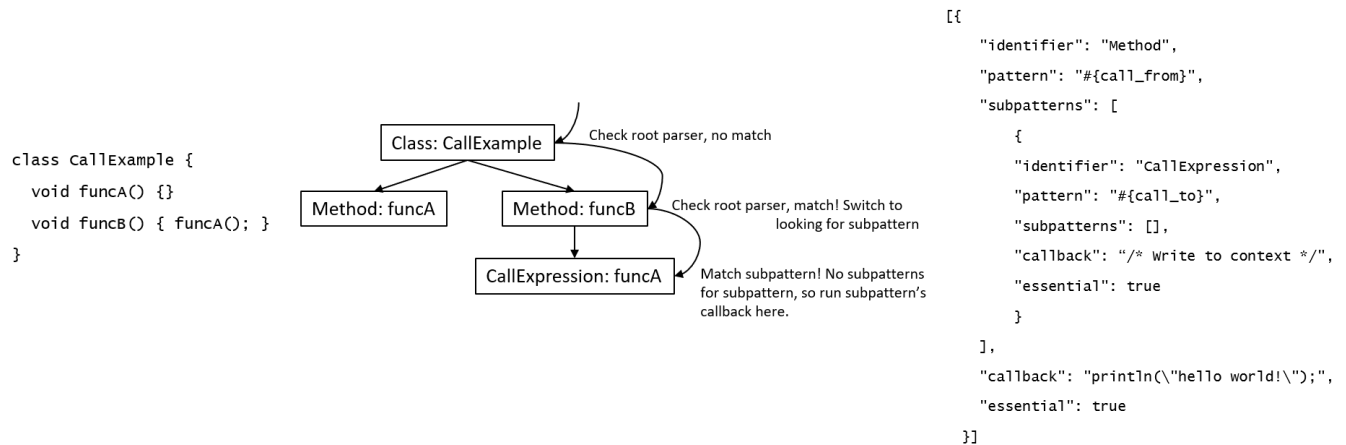 class CallExample {
void funcA() {}
void funcB() { funcA(); }
}
Class: CallExample
Check root parser, no match
Method: funcA
Method: funcB
Check root parser, match! Switch to
looking for subpattern
CallExpression: funcA
Match subpattern! No subpatterns
for subpattern, so run subpattern’s
callback here.
[{
"identifier": "Method",
"pattern": "#{call_from}",
"subpatterns": [
{
"identifier": "CallExpression",
"pattern": "#{call_to}",
"subpatterns": [],
"callback": “/* Write to context */",
"essential": true
}
],
"callback": "println(\"hello world!\");",
"essential": true
}]